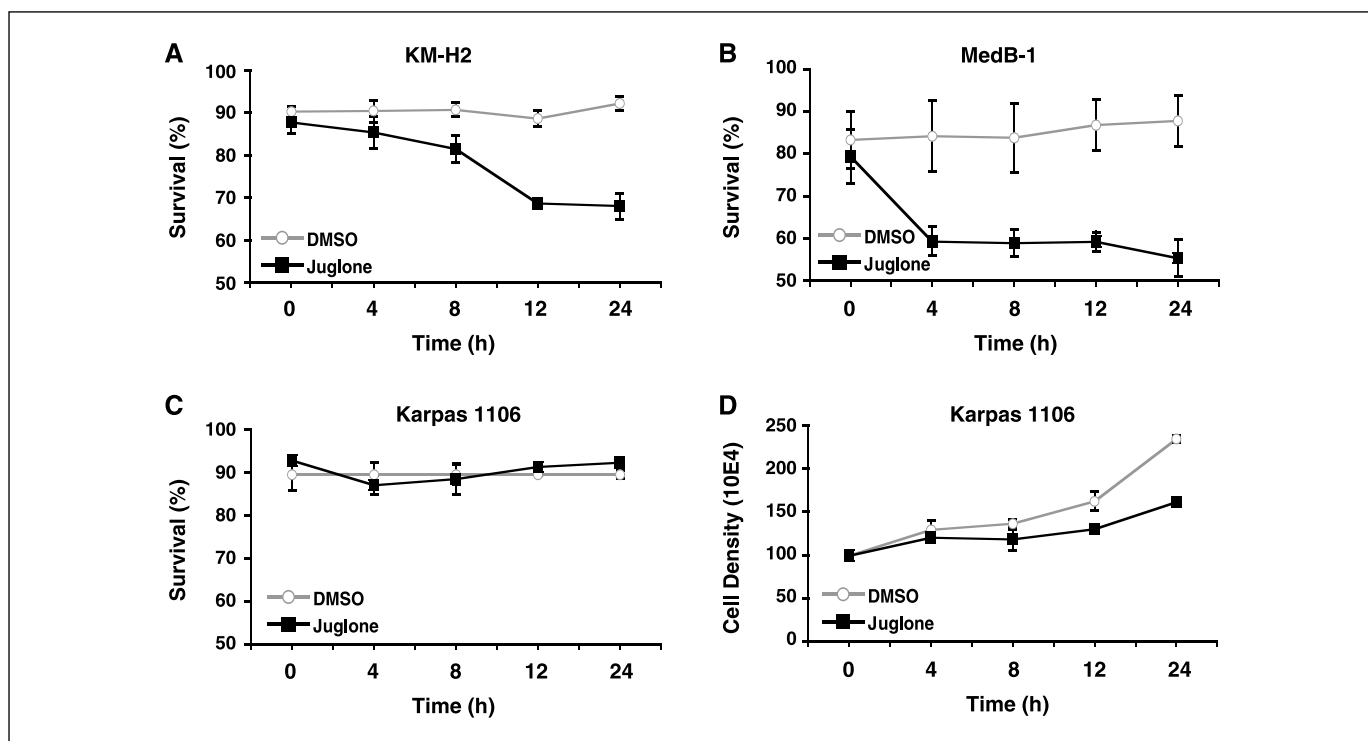 A
KM-H2
100
90
80
70
60
50
Survival (%)
DMSO
Juglone
0 4 8 12 24
Time (h)
B
MedB-1
100
90
80
70
60
50
Survival (%)
DMSO
Juglone
0 4 8 12 24
Time (h)
C
Karpas 1106
100
90
80
90
60
50
Survival (%)
DMSO
Juglone
0 4 8 12 24
Time (h)
D
Karpas 1106
250
200
150
100
50
0
Cell Density (10E4)
DMSO
Juglone
0 4 8 12 24
Time (h)